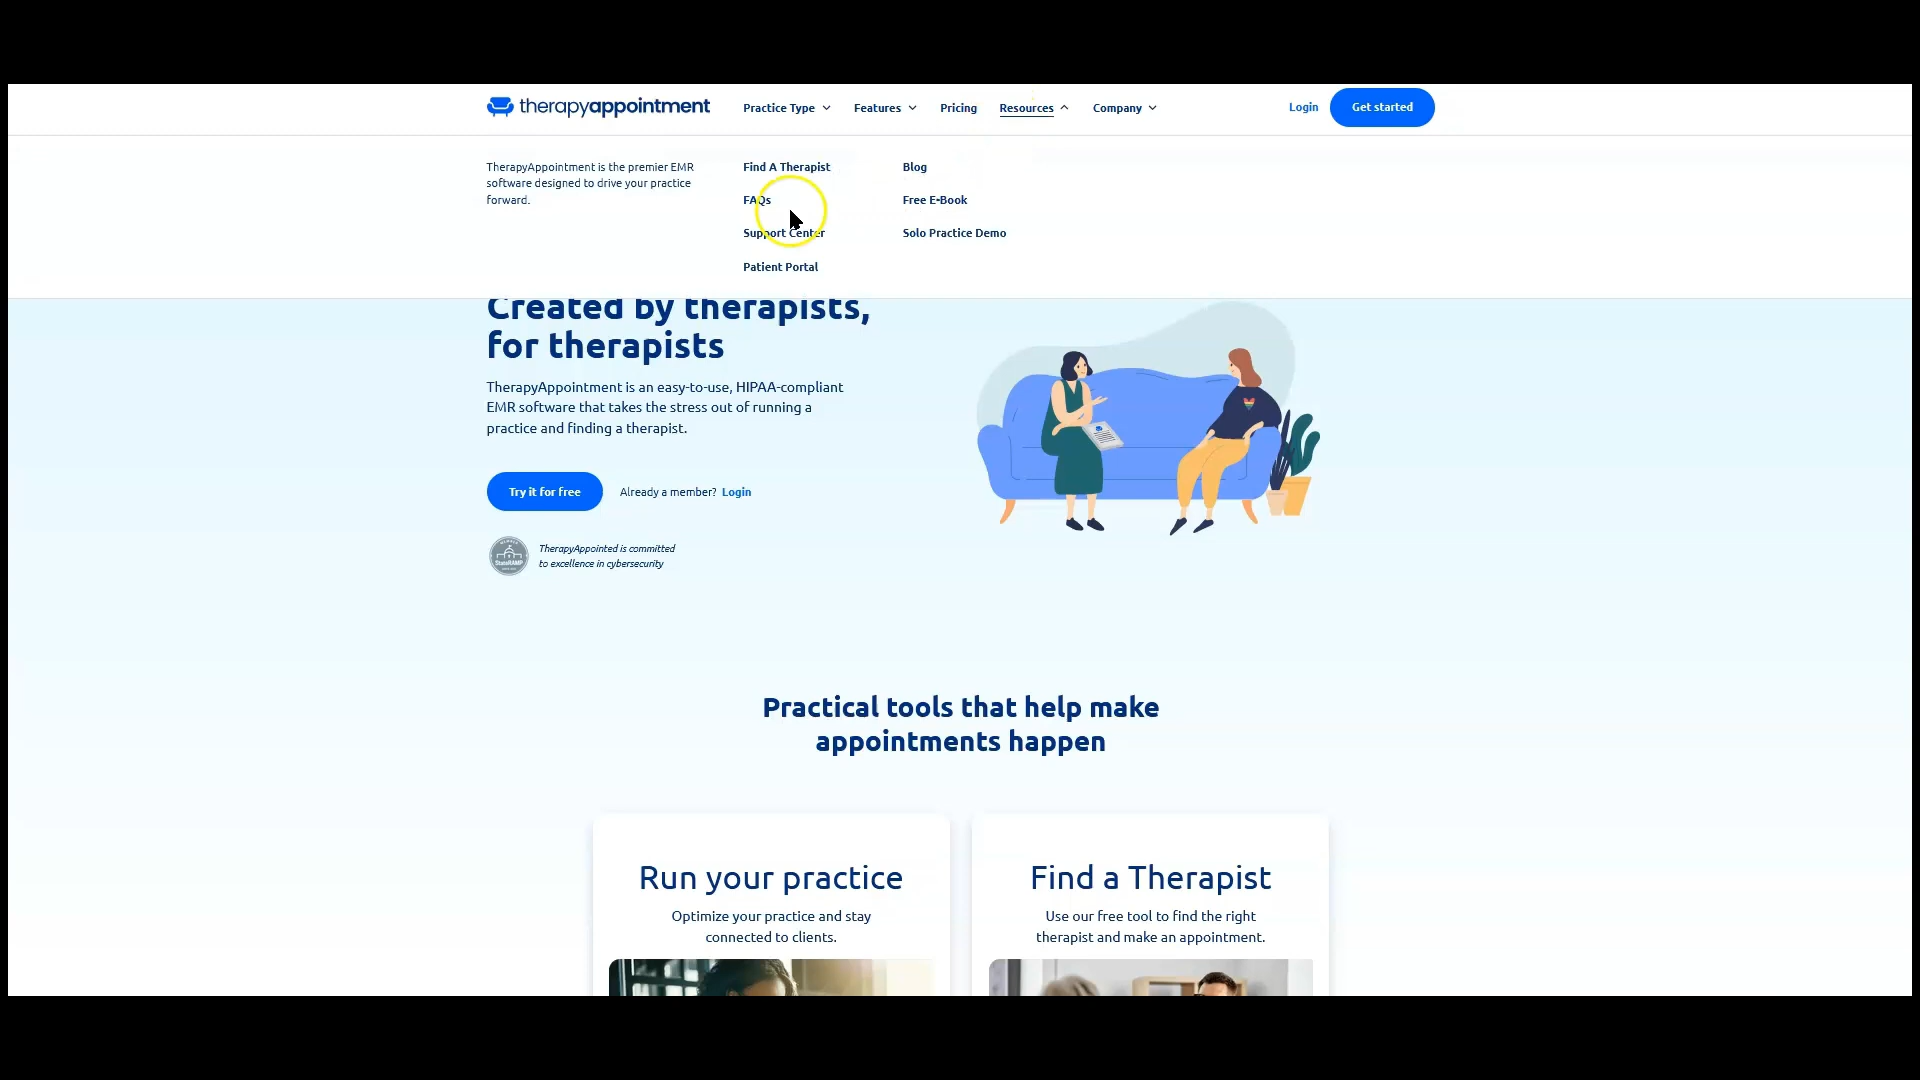 therapyappointment
Practice Type Features Pricing Resources Company Login Get started
TherapyAppointment is the premier EMR
software designed to drive your practice
forward.
Find A Therapist
FAQs
Support Center
Patient Portal
Blog
Free E-Book
Solo Practice Demo
Created by therapists,
for therapists
TherapyAppointment is an easy-to-use, HIPAA-compliant
EMR software that takes the stress out of running a
practice and finding a therapist.
Try it for free Already a member? Login
StateRAMP
TherapyAppointed is committed
to excellence in cybersecurity
Practical tools that help make
appointments happen
Run your practice
Optimize your practice and stay
connected to clients.
Find a Therapist
Use our free tool to find the right
therapist and make an appointment.